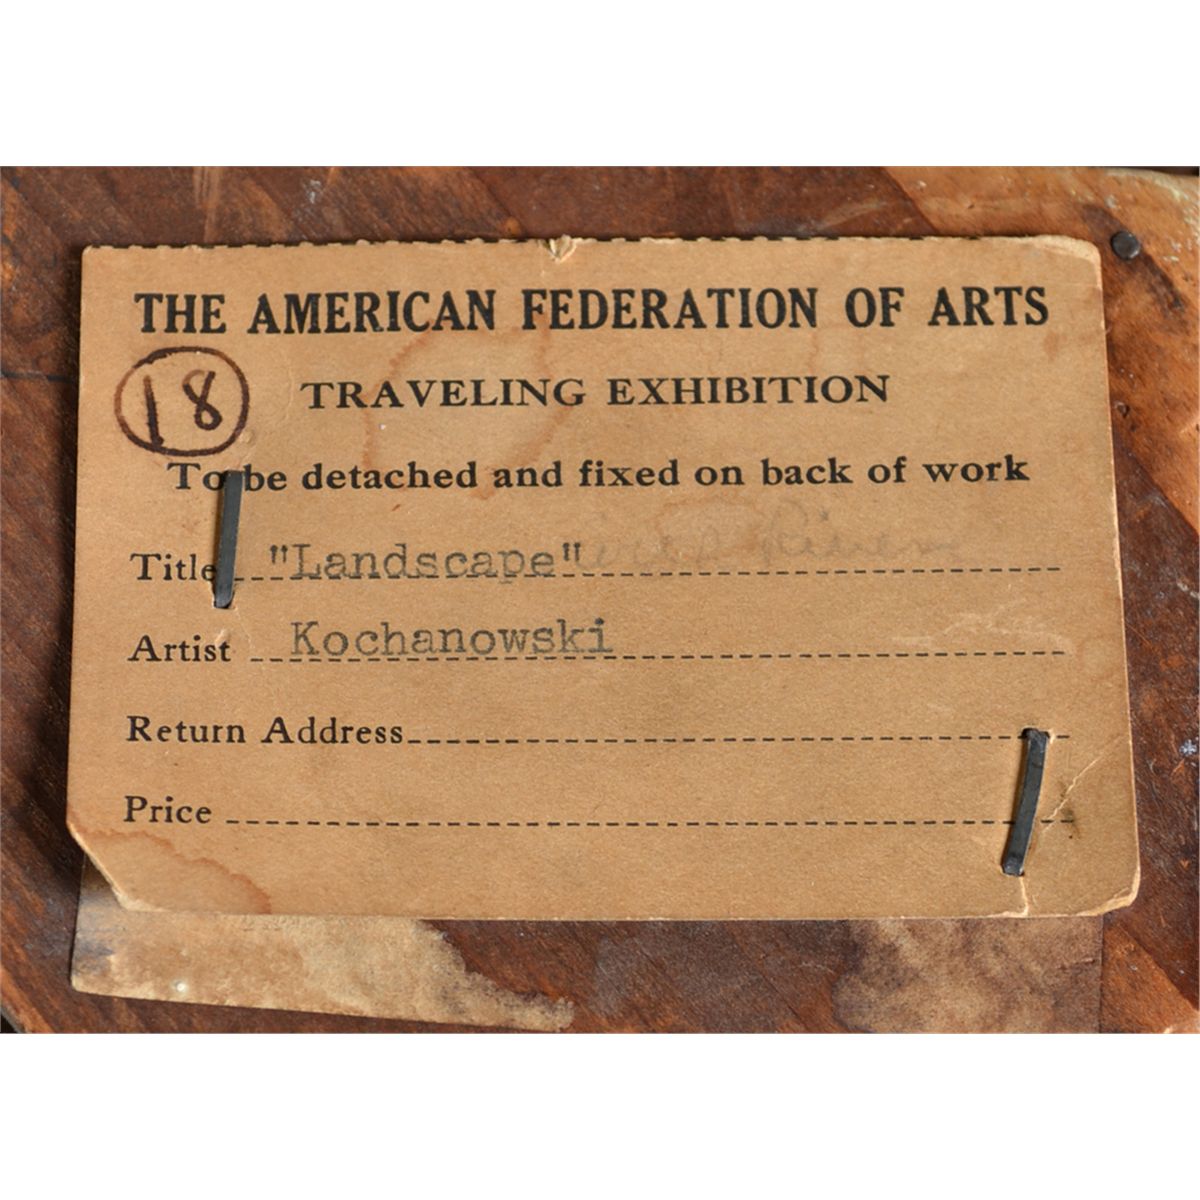 THE AMERICAN FEDERATION OF ARTS
18
TRAVELING EXHIBITION
To be detached and fixed on back of work
Title "Landscape"
Artist Kochanowski
Return Address
Price